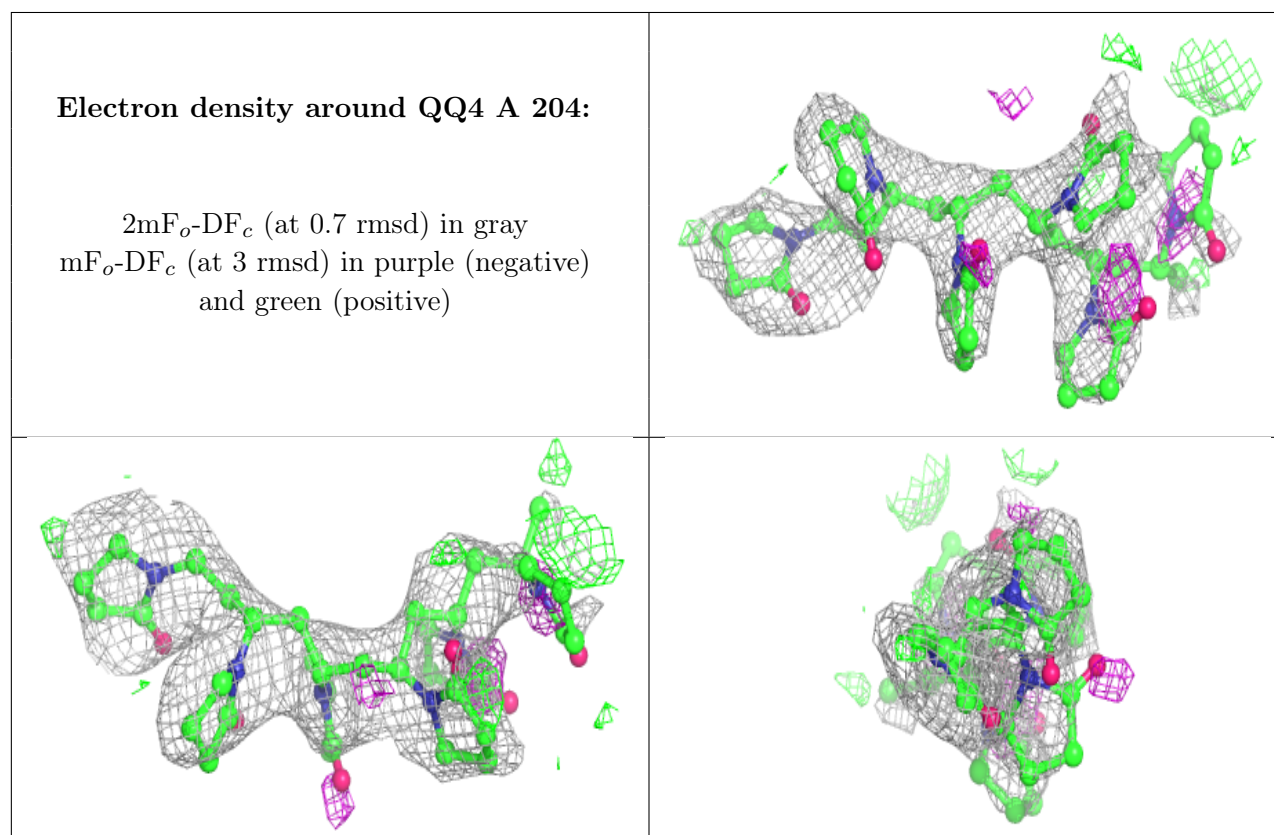 Electron density around QQ4 A 204:
2mFo-DFc (at 0.7 rmsd) in gray
mFo-DFc (at 3 rmsd) in purple (negative)
and green (positive)